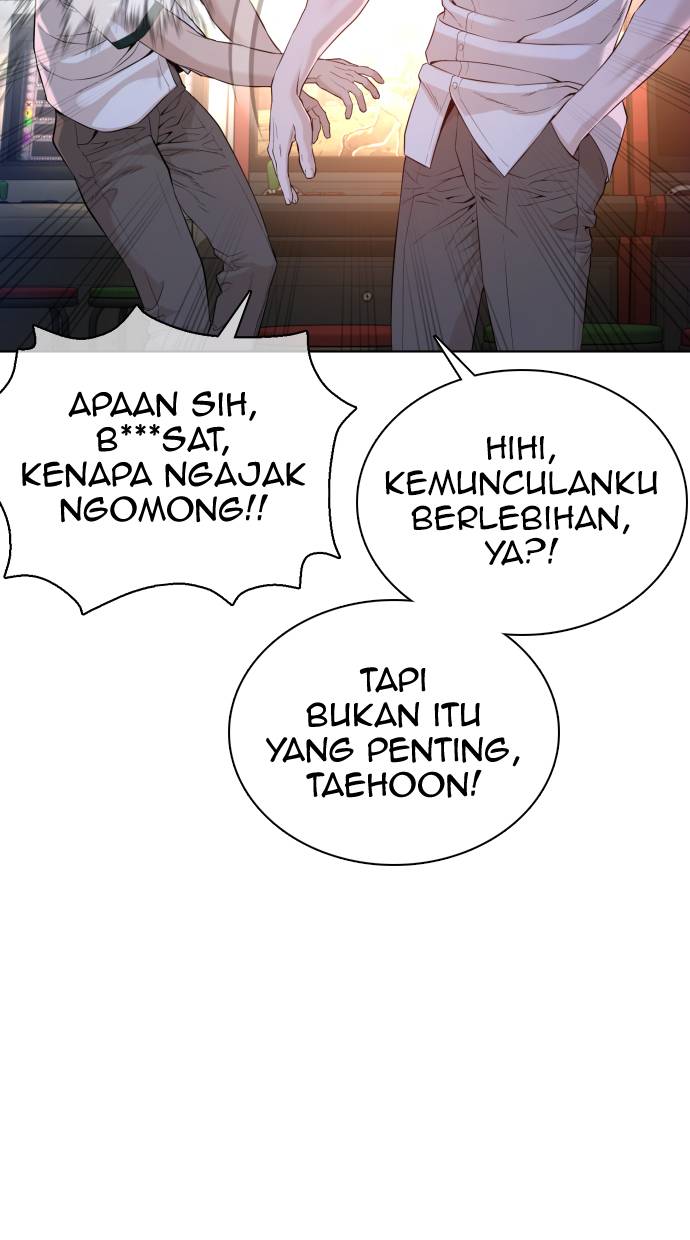 APAAN SIH,
B***SAT,
KENAPA NGAJAK
NGOMONG!!
HIHI,
KEMUNCULANKU
BERLEBIHAN,
YA?!
TAPI
BUKAN ITU
YANG PENTING,
TAEHOON!